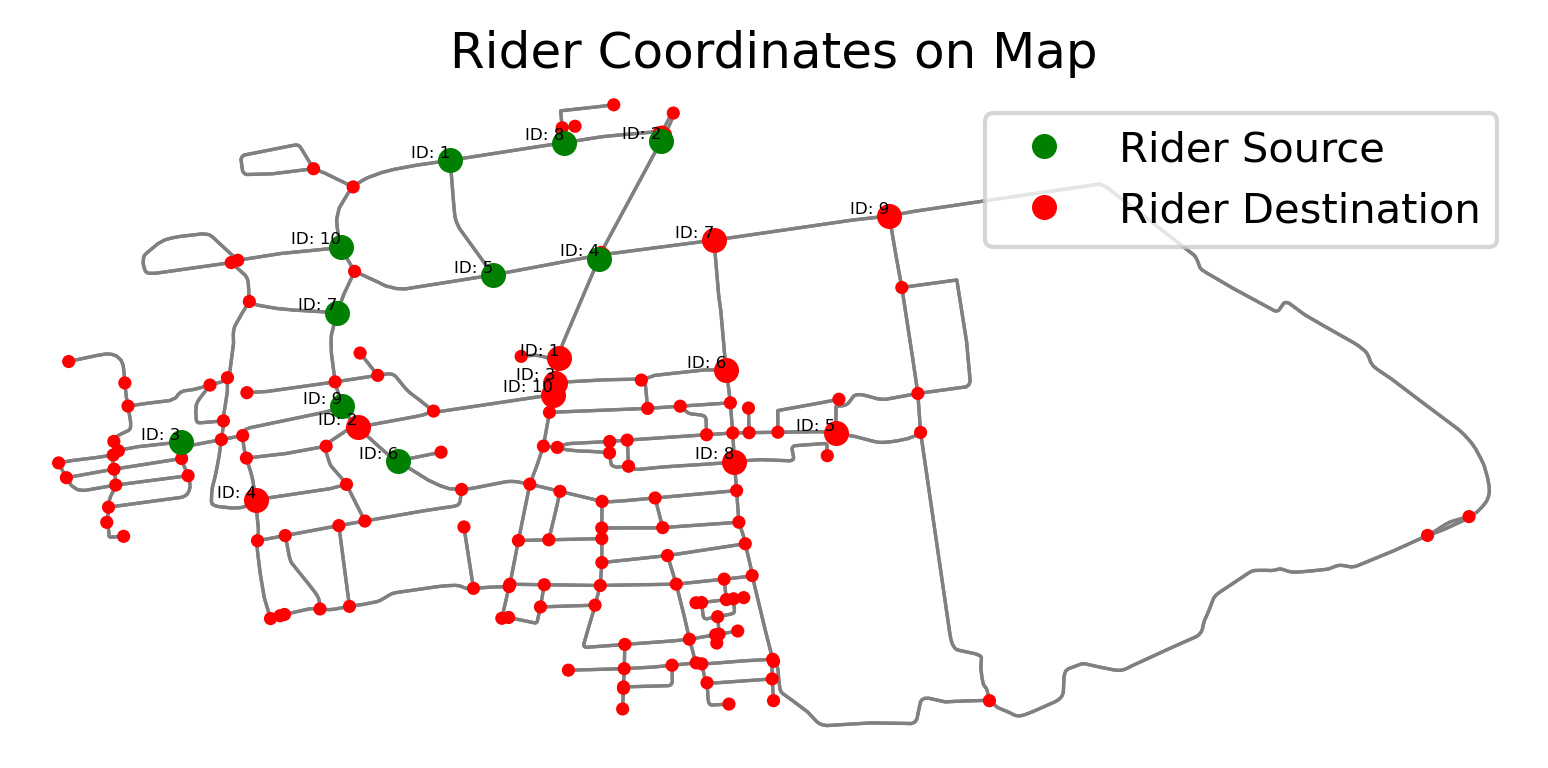 Rider Coordinates on Map
Rider Source
Rider Destination
ID: 8
ID: 2
ID: 1
ID: 9
ID: 7
ID: 10
ID: 4
ID: 5
ID: 7
ID: 1
ID: 6
ID: 3
ID: 10
ID: 9
ID: 2
ID: 5
ID: 3
ID: 6
ID: 8
ID: 4